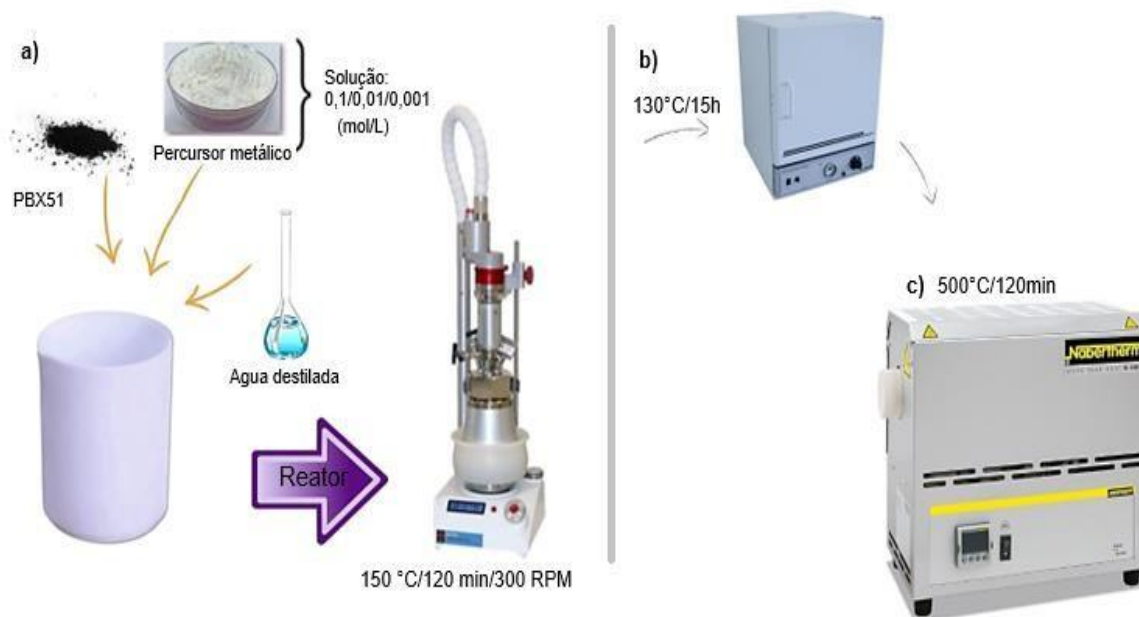 a)
Solução:
0,1/0,01/0,001
(mol/L)
Percursor metálico
PBX51
Agua destilada
Reator
150 °C/120 min/300 RPM
b)
130°C/15h
c) 500°C/120min
Nabertherm